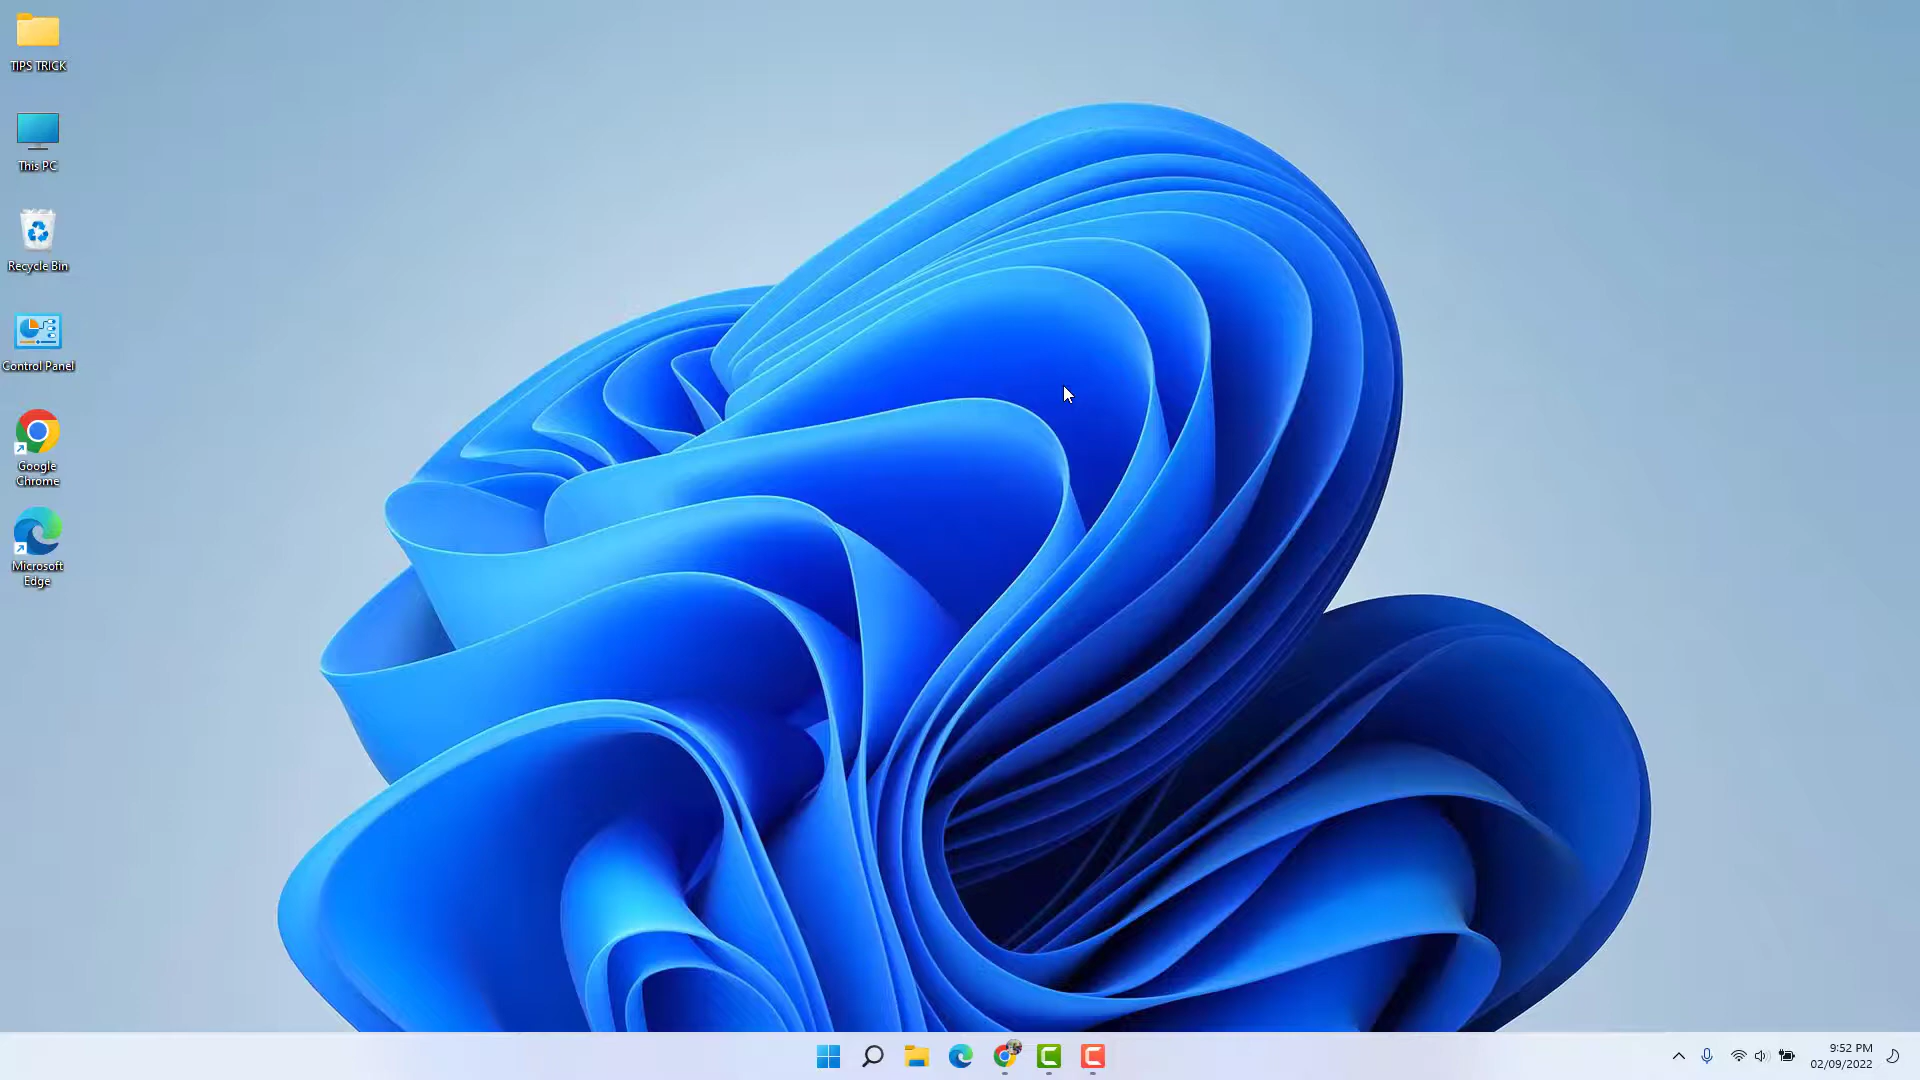 TIPS TRICK
This PC
Recycle Bin
Control Panel
Google
Chrome
Microsoft
Edge
9:52 PM
02/09/2022